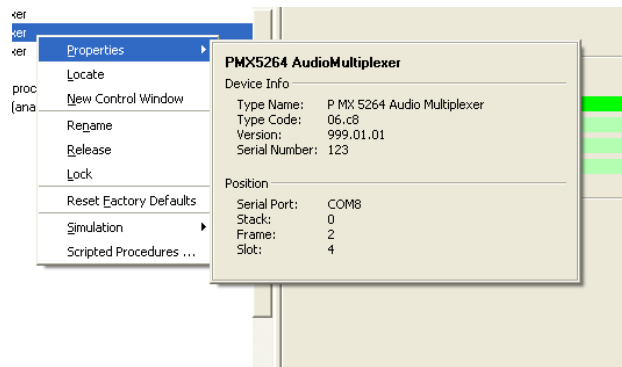 xer
xer
xer
proc
(ana
Properties
Locate
New Control Window
Rename
Release
Lock
Reset Factory Defaults
Simulation
Scripted Procedures ...
PMX5264 AudioMultiplexer
Device Info
Type Name: P MX 5264 Audio Multiplexer
Type Code: 06.c8
Version: 999.01.01
Serial Number: 123
Position
Serial Port: COM8
Stack: 0
Frame: 2
Slot: 4